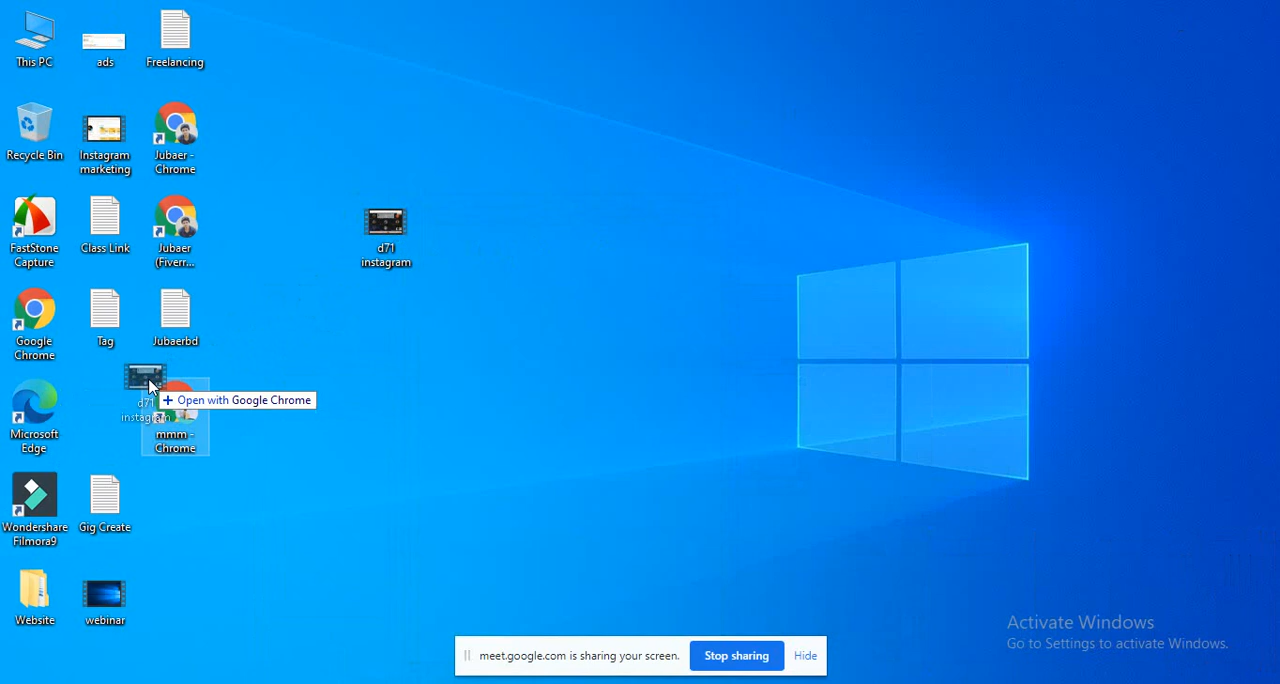 This PC
ads
Freelancing
Recycle Bin
Instagram
marketing
Jubaer -
Chrome
FastStone
Capture
Class Link
Jubaer
(Fiverr...
d71
instagram
Google
Chrome
Tag
Jubaerbd
d71
instagram
Open with Google Chrome
Microsoft
Edge
mmm -
Chrome
Wondershare
Filmora9
Gig Create
Website
webinar
meet.google.com is sharing your screen.
Stop sharing
Hide
Activate Windows
Go to Settings to activate Windows.